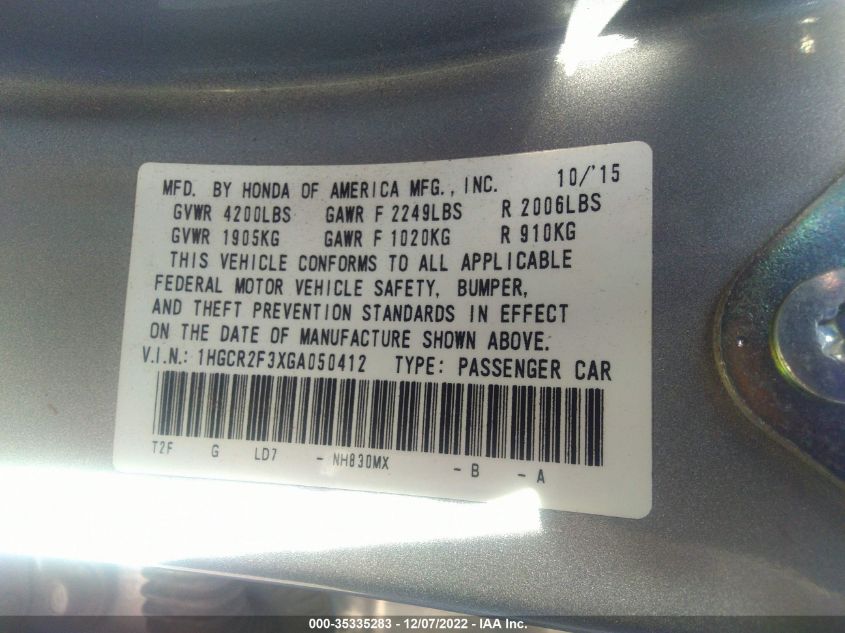 MFD. BY HONDA OF AMERICA MFG., INC. 10/'15
GVWR 4200LBS GAWR F 2249LBS R 2006LBS
GVWR 1905KG GAWR F 1020KG R 910KG
THIS VEHICLE CONFORMS TO ALL APPLICABLE
FEDERAL MOTOR VEHICLE SAFETY, BUMPER,
AND THEFT PREVENTION STANDARDS IN EFFECT
ON THE DATE OF MANUFACTURE SHOWN ABOVE.
V.I.N.: 1HGCR2F3XGA050412 TYPE: PASSENGER CAR
T2F G LD7 - NH830MX - B - A
000-35335283 - 12/07/2022 - IAA Inc.